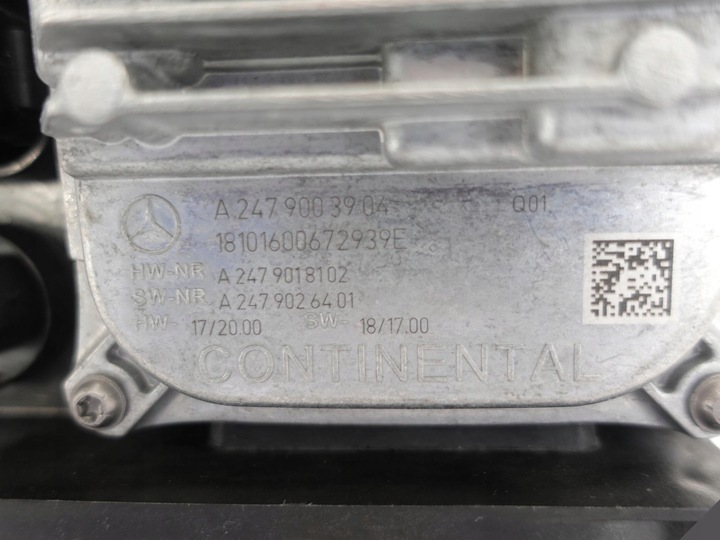 A 247 900 39 04 Q01
18101600672939E
HW-NR A 247 901 81 02
SW-NR A 247 902 64 01
HW- 17/20.00 SW- 18/17.00
CONTINENTAL